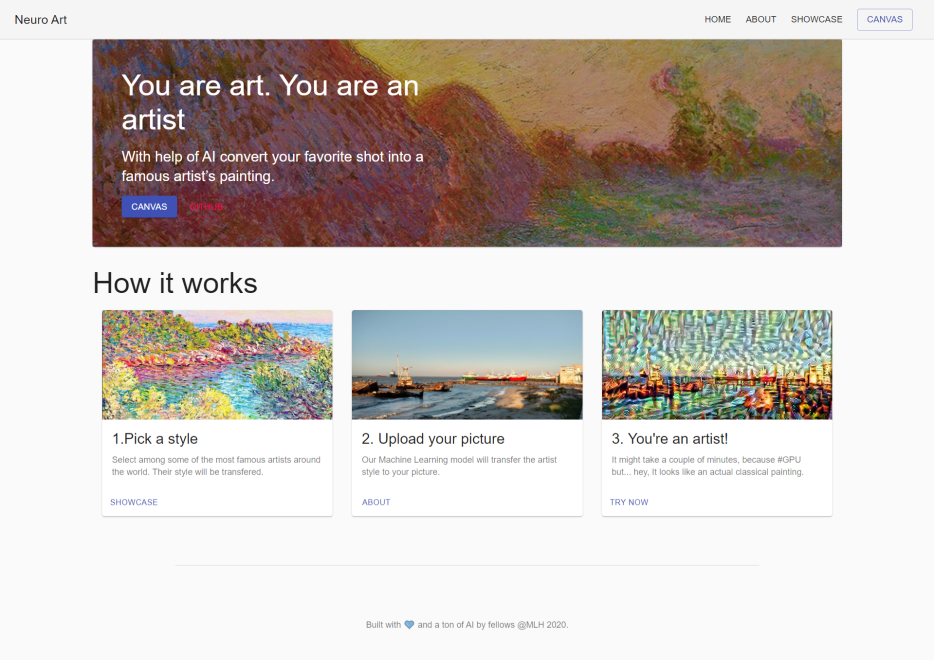 Neuro Art
HOME ABOUT SHOWCASE CANVAS
You are art. You are an
artist
With help of AI convert your favorite shot into a
famous artist's painting.
CANVAS GITHUB
How it works
1.Pick a style
Select among some of the most famous artists around
the world. Their style will be transfered.
SHOWCASE
2. Upload your picture
Our Machine Learning model will transfer the artist
style to your picture.
ABOUT
3. You're an artist!
It might take a couple of minutes, because #GPU
but... hey, It looks like an actual classical painting.
TRY NOW
Built with 💙 and a ton of AI by fellows @MLH 2020.